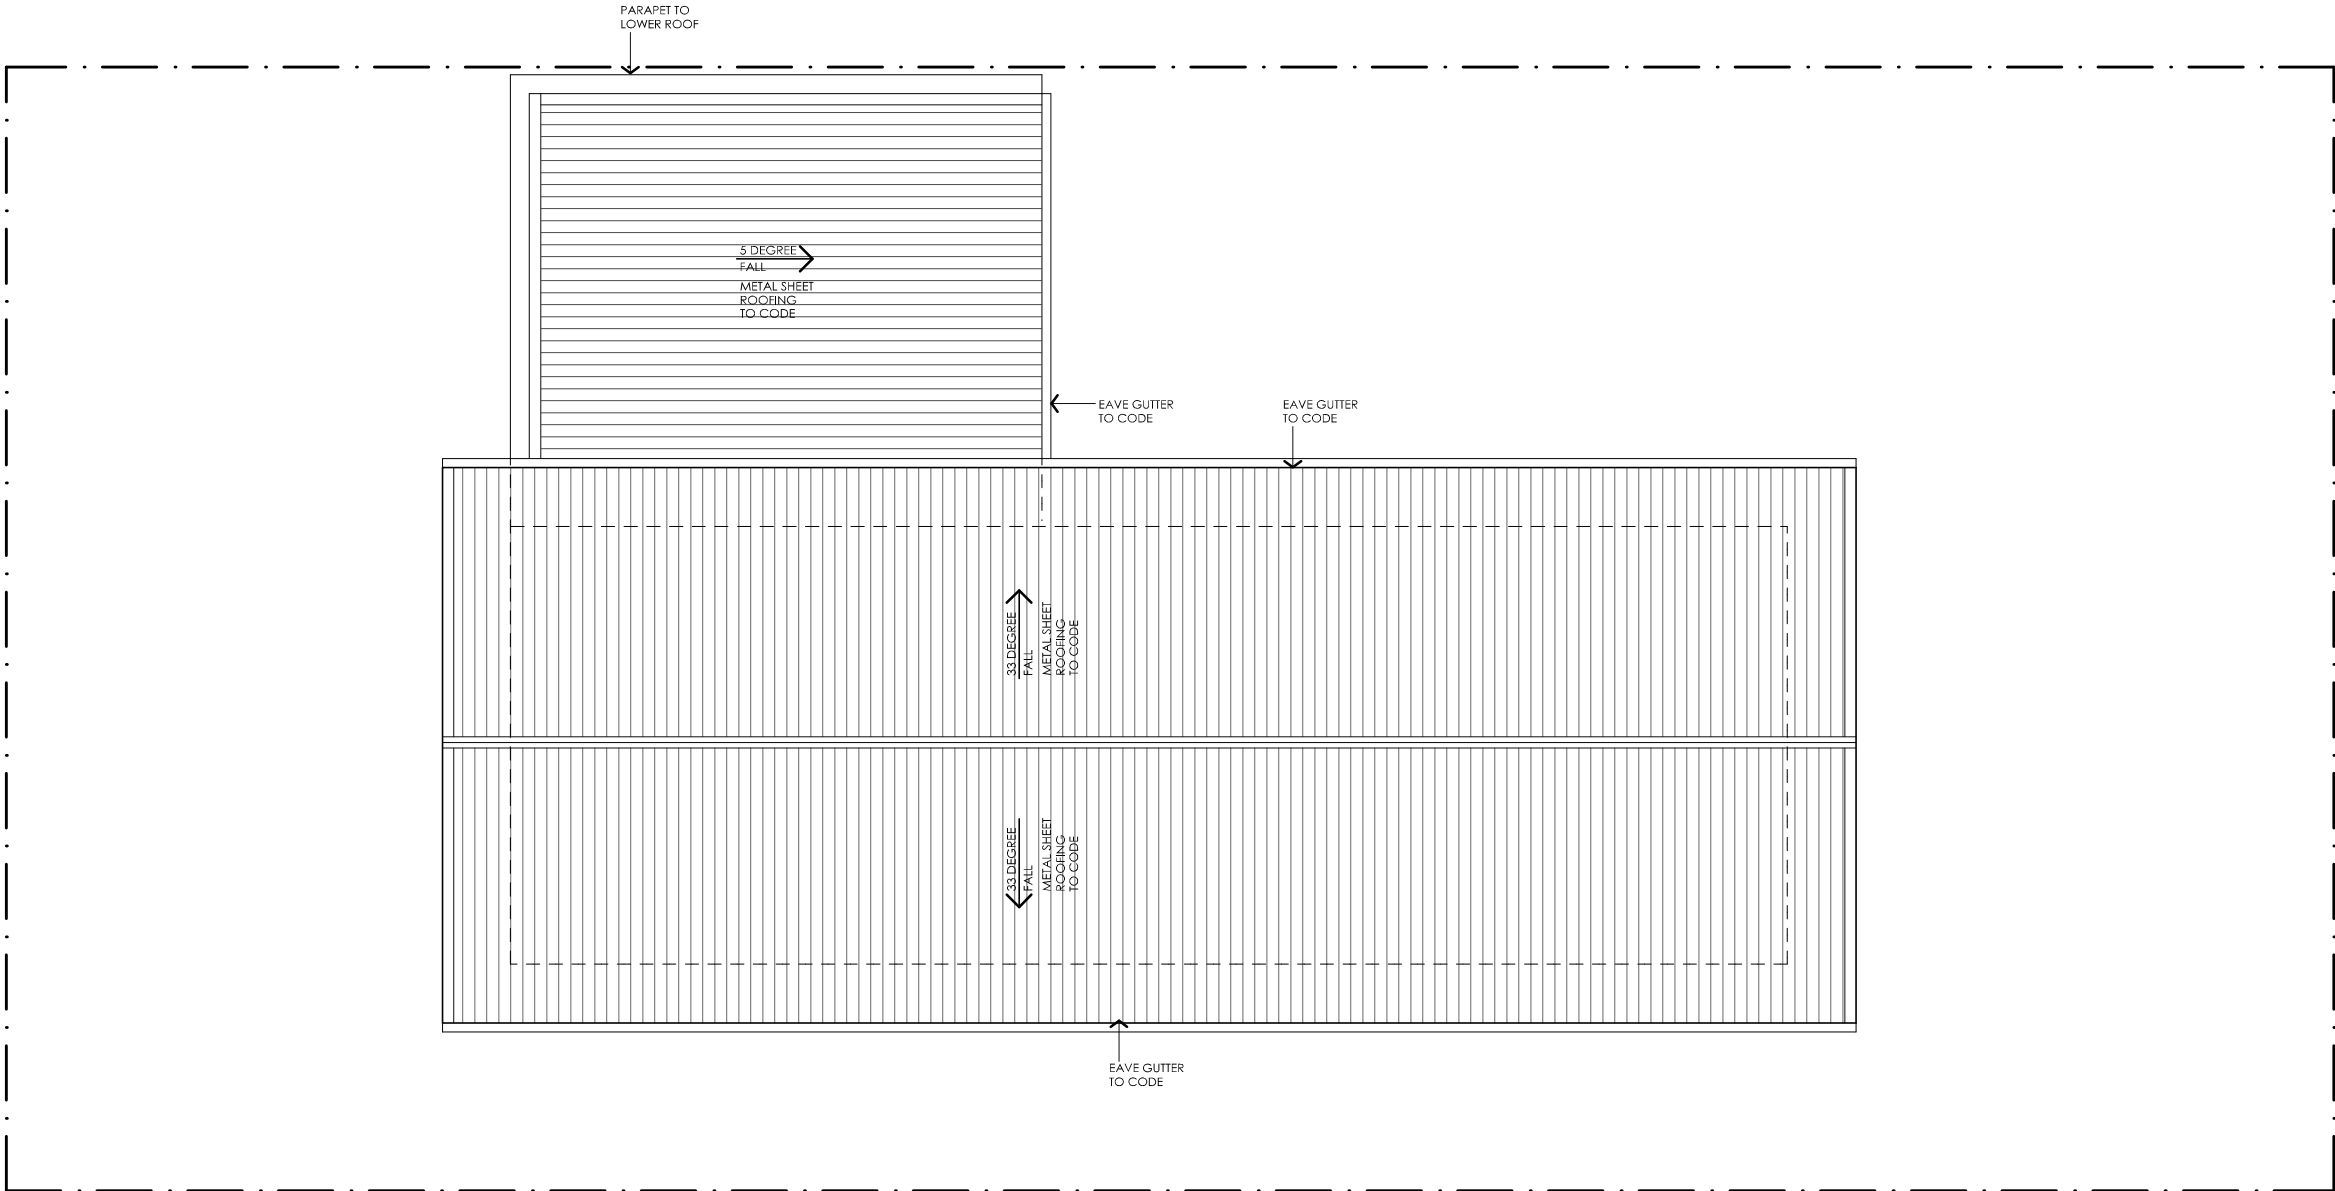 PARAPET TO
LOWER ROOF
5 DEGREE
FALL
METAL SHEET
ROOFING
TO CODE
EAVE GUTTER
TO CODE
EAVE GUTTER
TO CODE
33 DEGREE
FALL
METAL SHEET
ROOFING
TO CODE
33 DEGREE
FALL
METAL SHEET
ROOFING
TO CODE
EAVE GUTTER
TO CODE